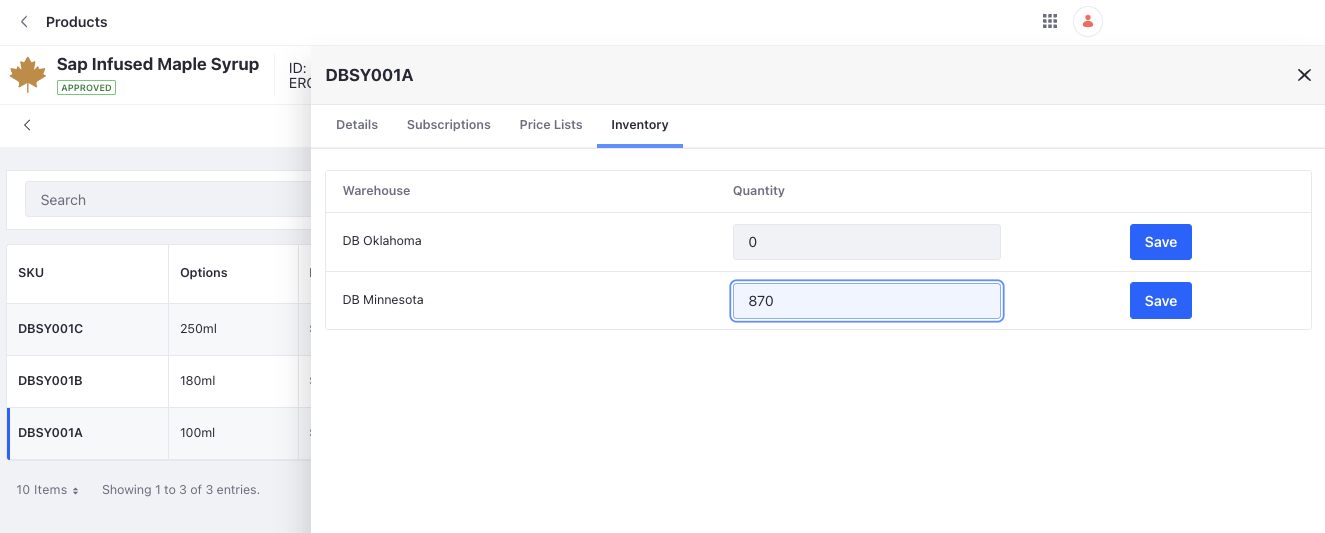 Products
Sap Infused Maple Syrup
APPROVED
ID:
DBSY001A
Details Subscriptions Price Lists Inventory
Search
Warehouse Quantity
DB Oklahoma 0 Save
DB Minnesota 870 Save
SKU Options
DBSY001C 250ml
DBSY001B 180ml
DBSY001A 100ml
10 Items Showing 1 to 3 of 3 entries.